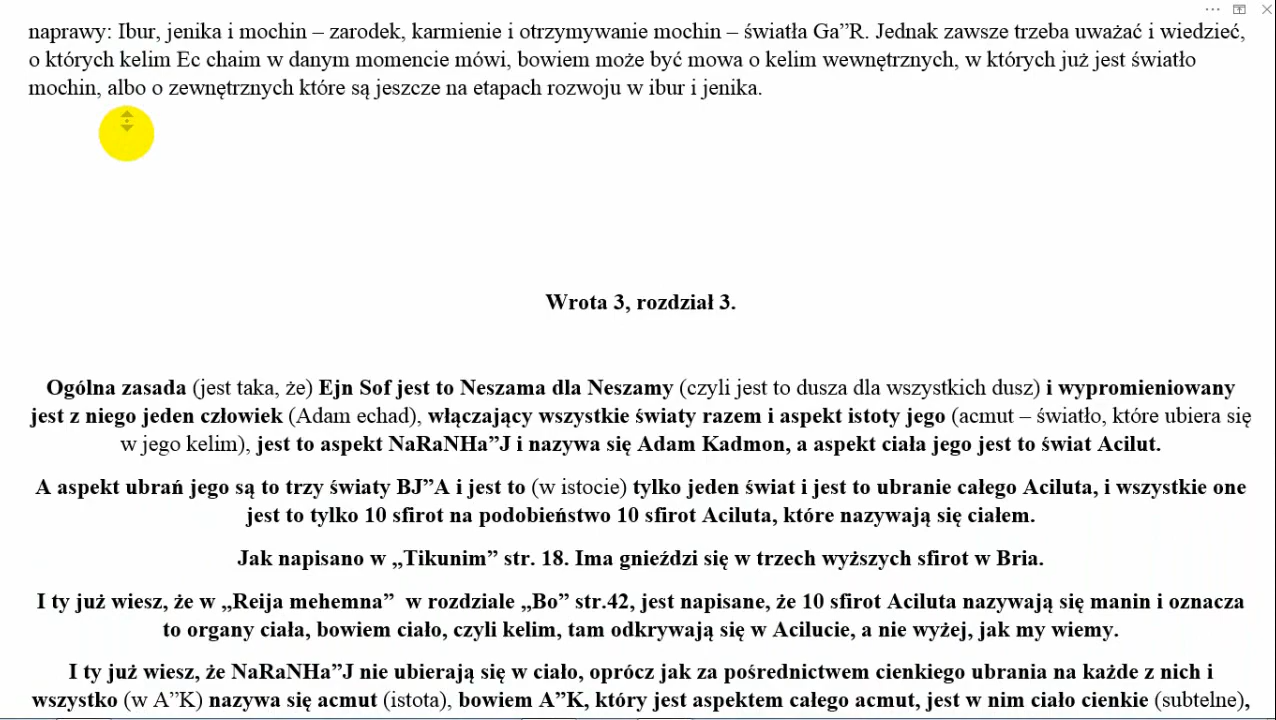 naprawy: Ibur, jenika i mochin – zarodek, karmienie i otrzymywanie mochin – światła Ga”R. Jednak zawsze trzeba uważać i wiedzieć,
o których kelim Ec chaim w danym momencie mówi, bowiem może być mowa o kelim wewnętrznych, w których już jest światło
mochin, albo o zewnętrznych które są jeszcze na etapach rozwoju w ibur i jenika.
Wrota 3, rozdział 3.
Ogólna zasada (jest taka, że) Ejn Sof jest to Neszama dla Neszamy (czyli jest to dusza dla wszystkich dusz) i wypromieniowany
jest z niego jeden człowiek (Adam echad), włączający wszystkie światy razem i aspekt istoty jego (acmut – światło, które ubiera się
w jego kelim), jest to aspekt NaRaNHa”J i nazywa się Adam Kadmon, a aspekt ciała jego jest to świat Acilut.
A aspekt ubrań jego są to trzy światy BJ”A i jest to (w istocie) tylko jeden świat i jest to ubranie całego Aciluta, i wszystkie one
jest to tylko 10 sfirot na podobieństwo 10 sfirot Aciluta, które nazywają się ciałem.
Jak napisano w „Tikunim” str. 18. Ima gnieździ się w trzech wyższych sfirot w Bria.
I ty już wiesz, że w „Reija mehemna” w rozdziale „Bo” str.42, jest napisane, że 10 sfirot Aciluta nazywają się manin i oznacza
to organy ciała, bowiem ciało, czyli kelim, tam odkrywają się w Acilucie, a nie wyżej, jak my wiemy.
I ty już wiesz, że NaRaNHa”J nie ubierają się w ciało, oprócz jak za pośrednictwem cienkiego ubrania na każde z nich i
wszystko (w A”K) nazywa się acmut (istota), bowiem A”K, który jest aspektem całego acmut, jest w nim ciało cienkie (subtelne),